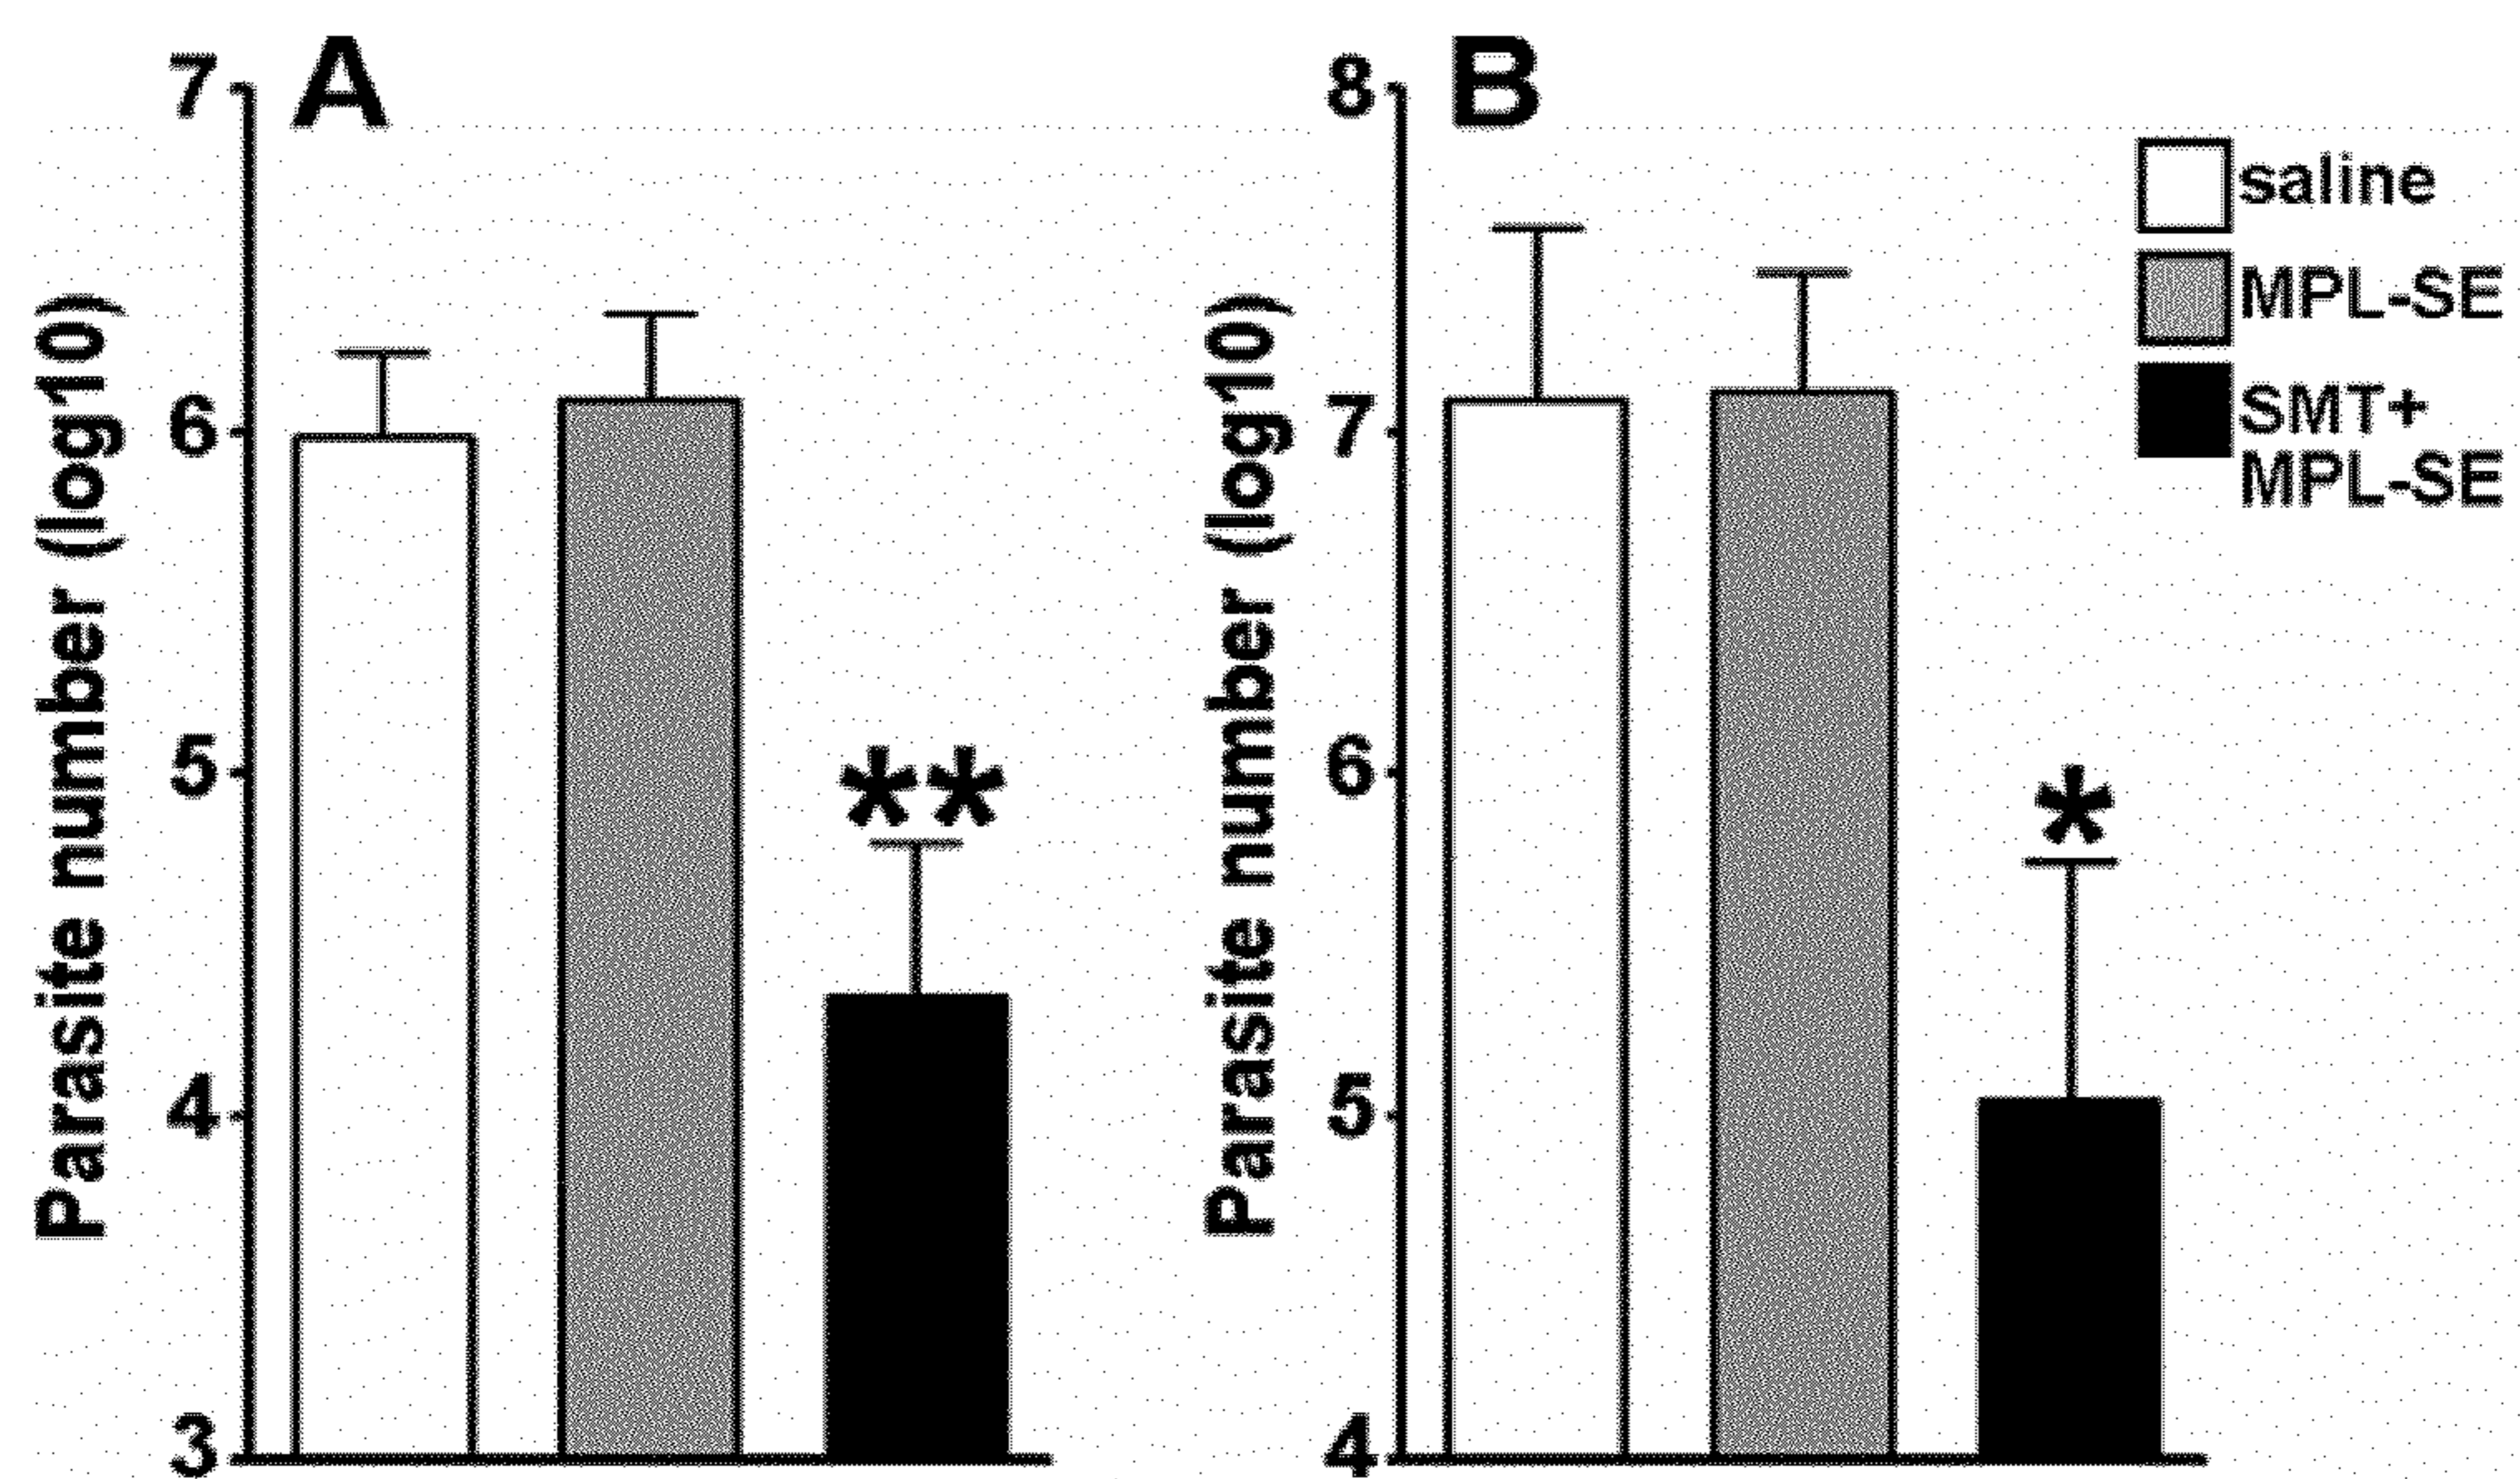 A
Parasite number (log10)
7
6
5
4
3
**
B
Parasite number (log10)
8
7
6
5
4
*
saline
MPL-SE
SMT+
MPL-SE